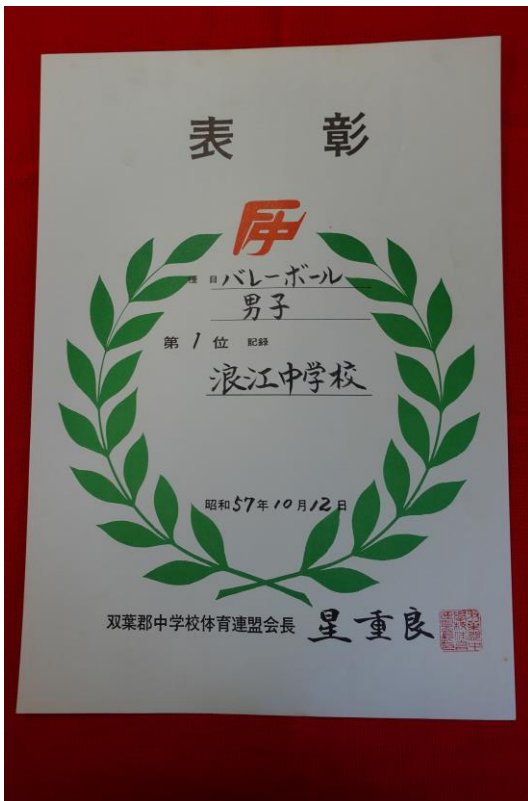 表 彰
種目 バレーボール
男子
第 1 位 記録
浪江中学校
昭和57年10月12日
双葉郡中学校体育連盟会長 星重良